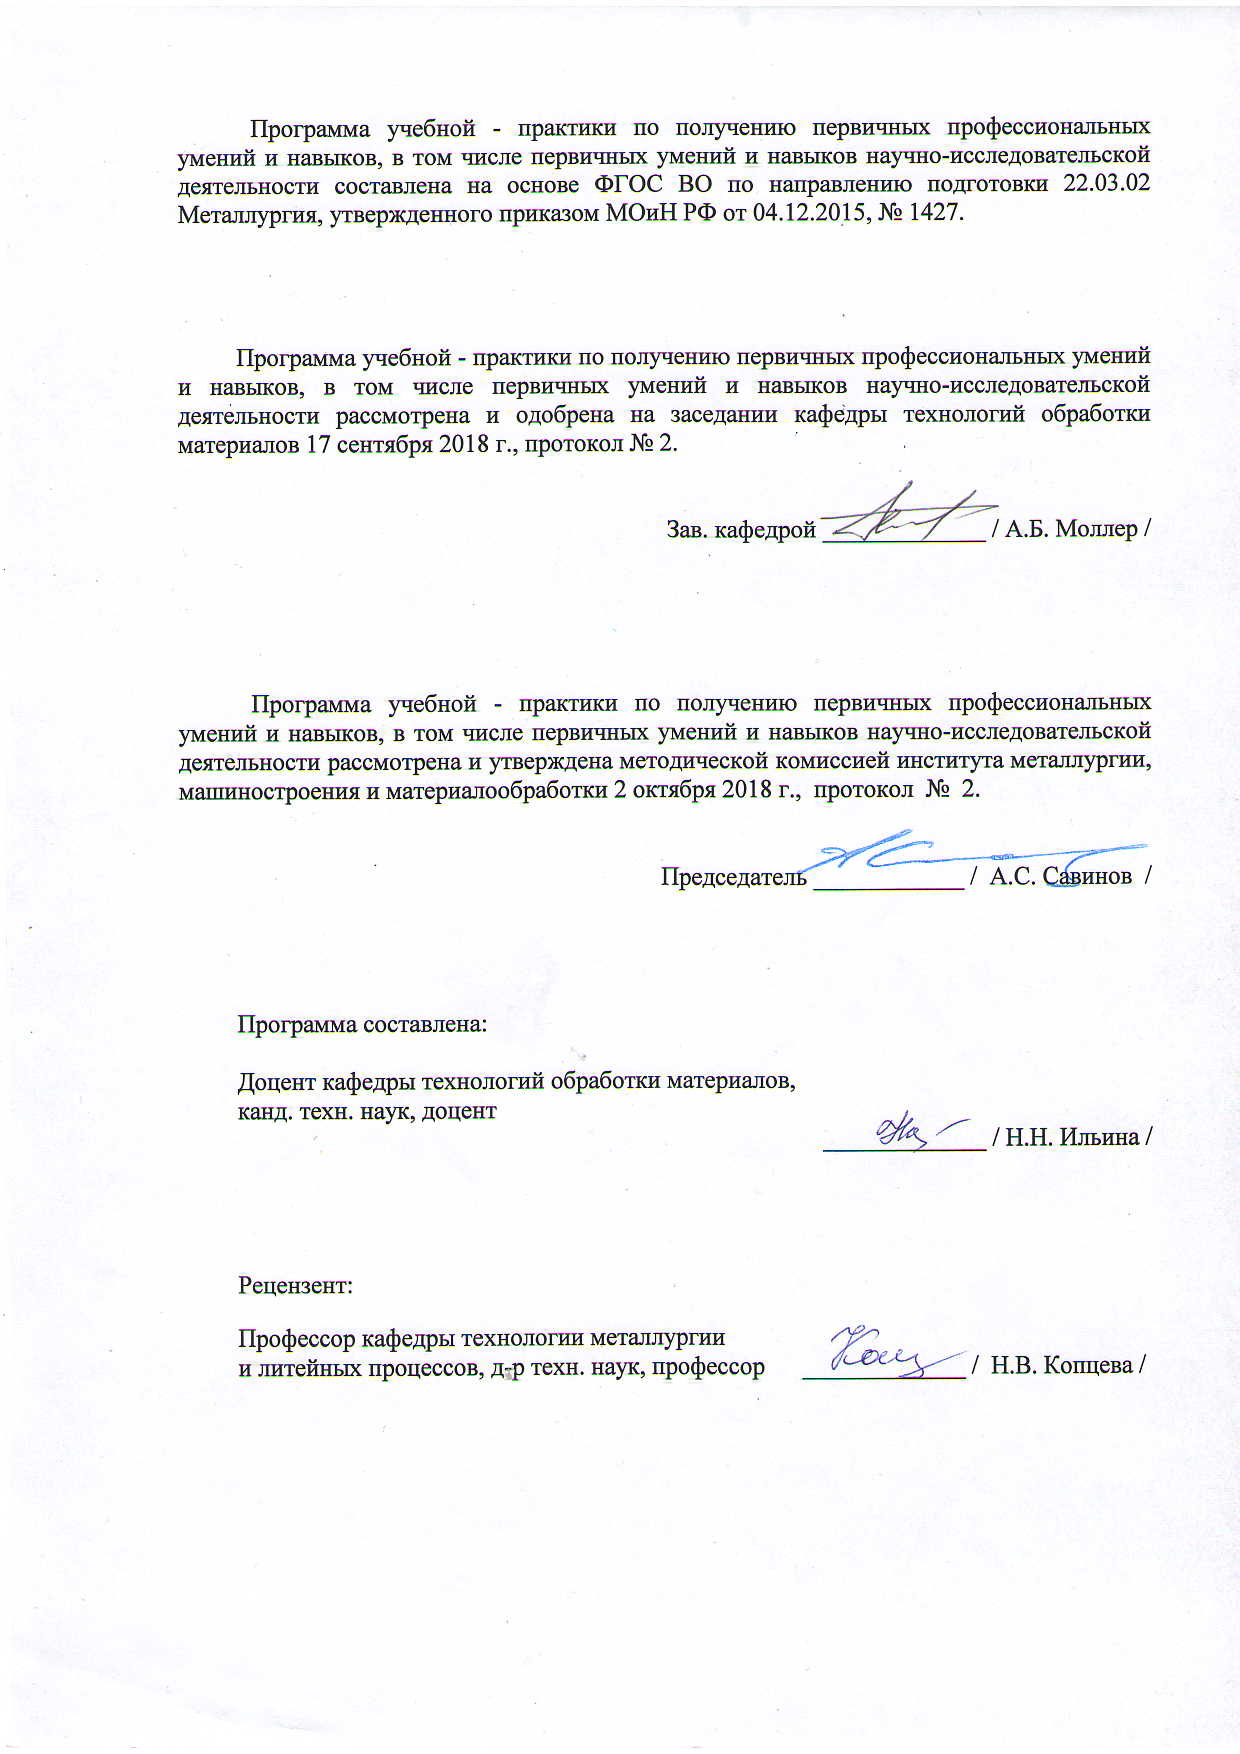 Программа учебной - практики по получению первичных профессиональных
умений и навыков, в том числе первичных умений и навыков научно-исследовательской
деятельности составлена на основе ФГОС ВО по направлению подготовки 22.03.02
Металлургия, утвержденного приказом МОиН РФ от 04.12.2015, № 1427.
Программа учебной - практики по получению первичных профессиональных умений
и навыков, в том числе первичных умений и навыков научно-исследовательской
деятельности рассмотрена и одобрена на заседании кафедры технологий обработки
материалов 17 сентября 2018 г., протокол № 2.
Зав. кафедрой _____________ / А.Б. Моллер /
Программа учебной - практики по получению первичных профессиональных
умений и навыков, в том числе первичных умений и навыков научно-исследовательской
деятельности рассмотрена и утверждена методической комиссией института металлургии,
машиностроения и материалообработки 2 октября 2018 г., протокол № 2.
Председатель ____________ / А.С. Савинов /
Программа составлена:
Доцент кафедры технологий обработки материалов,
канд. техн. наук, доцент
_____________ / Н.Н. Ильина /
Рецензент:
Профессор кафедры технологии металлургии
и литейных процессов, д-р техн. наук, профессор _____________ / Н.В. Копцева /